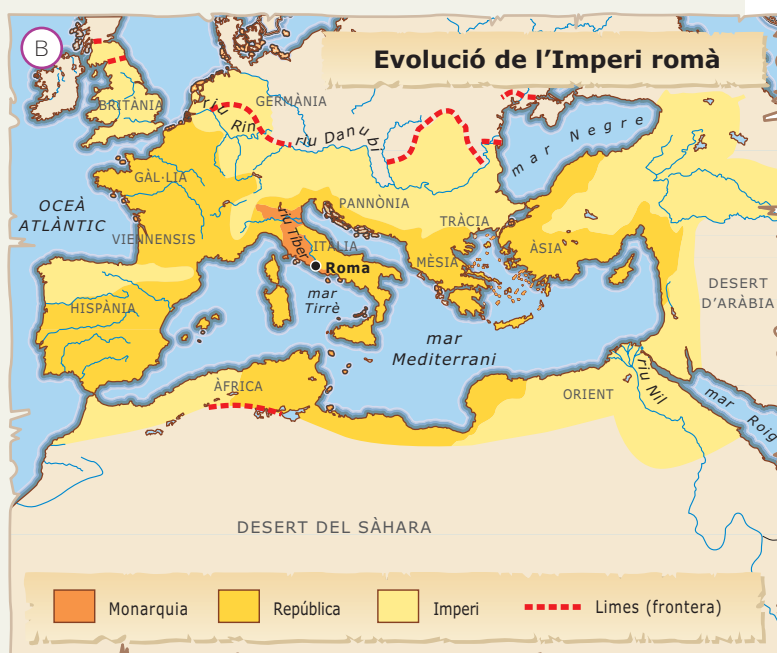 B
Evolució de l'Imperi romà
BRITÀNIA
GERMÀNIA
riu Rin
riu Danubi
mar Negre
GÀL·LIA
OCEÀ
ATLÀNTIC
VIENNENSIS
PANNÒNIA
TRÀCIA
riu Tíber
ITÀLIA
MÈSIA
ÀSIA
Roma
mar
Tirrè
HISPÀNIA
DESERT
D'ARÀBIA
mar
Mediterrani
ÀFRICA
ORIENT
riu Nil
mar Roig
DESERT DEL SÀHARA
Monarquia
República
Imperi
Limes (frontera)